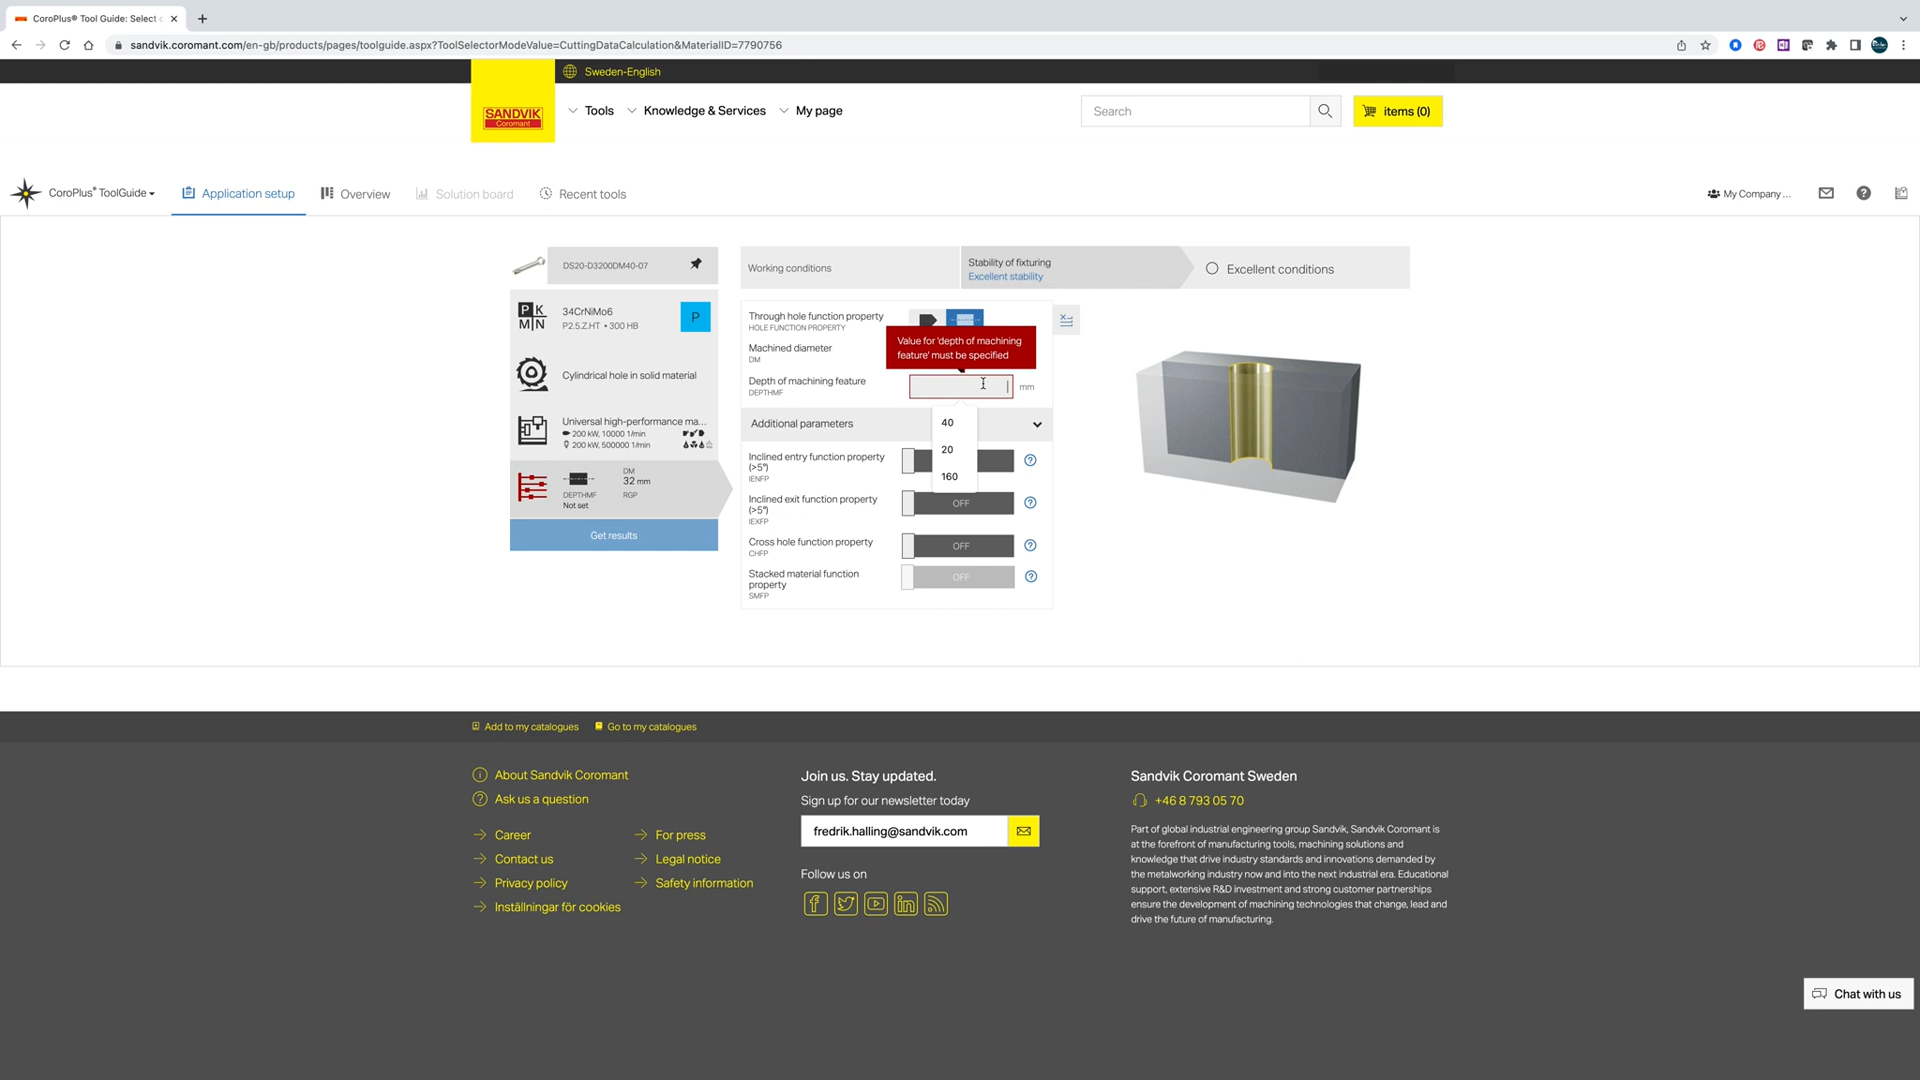 CoroPlus® Tool Guide: Select c
sandvik.coromant.com/en-gb/products/pages/toolguide.aspx?ToolSelectorModeValue=CuttingDataCalculation&MaterialID=7790756
Sweden-English
SANDVIK
Coromant
Tools
Knowledge & Services
My page
Search
items (0)
CoroPlus® ToolGuide
Application setup
Overview
Solution board
Recent tools
My Company ...
DS20-D3200DM40-07
Working conditions
Stability of fixturing
Excellent stability
Excellent conditions
P K
M N
34CrNiMo6
P2.5.Z.HT • 300 HB
P
Cylindrical hole in solid material
Universal high-performance ma...
200 kW, 10000 1/min
200 kW, 500000 1/min
DM
32 mm
DEPTHMF
RGP
Not set
Get results
Through hole function property
HOLE FUNCTION PROPERTY
Value for 'depth of machining
feature' must be specified
Machined diameter
DM
Depth of machining feature
DEPTHMF
mm
Additional parameters
40
20
160
Inclined entry function property
(>5°)
IENFP
Inclined exit function property
(>5°)
IEXFP
OFF
Cross hole function property
CHFP
OFF
Stacked material function
property
SMFP
OFF
Add to my catalogues
Go to my catalogues
About Sandvik Coromant
Ask us a question
Career
Contact us
Privacy policy
Inställningar för cookies
For press
Legal notice
Safety information
Join us. Stay updated.
Sign up for our newsletter today
fredrik.halling@sandvik.com
Follow us on
Sandvik Coromant Sweden
+46 8 793 05 70
Part of global industrial engineering group Sandvik, Sandvik Coromant is
at the forefront of manufacturing tools, machining solutions and
knowledge that drive industry standards and innovations demanded by
the metalworking industry now and into the next industrial era. Educational
support, extensive R&D investment and strong customer partnerships
ensure the development of machining technologies that change, lead and
drive the future of manufacturing.
Chat with us